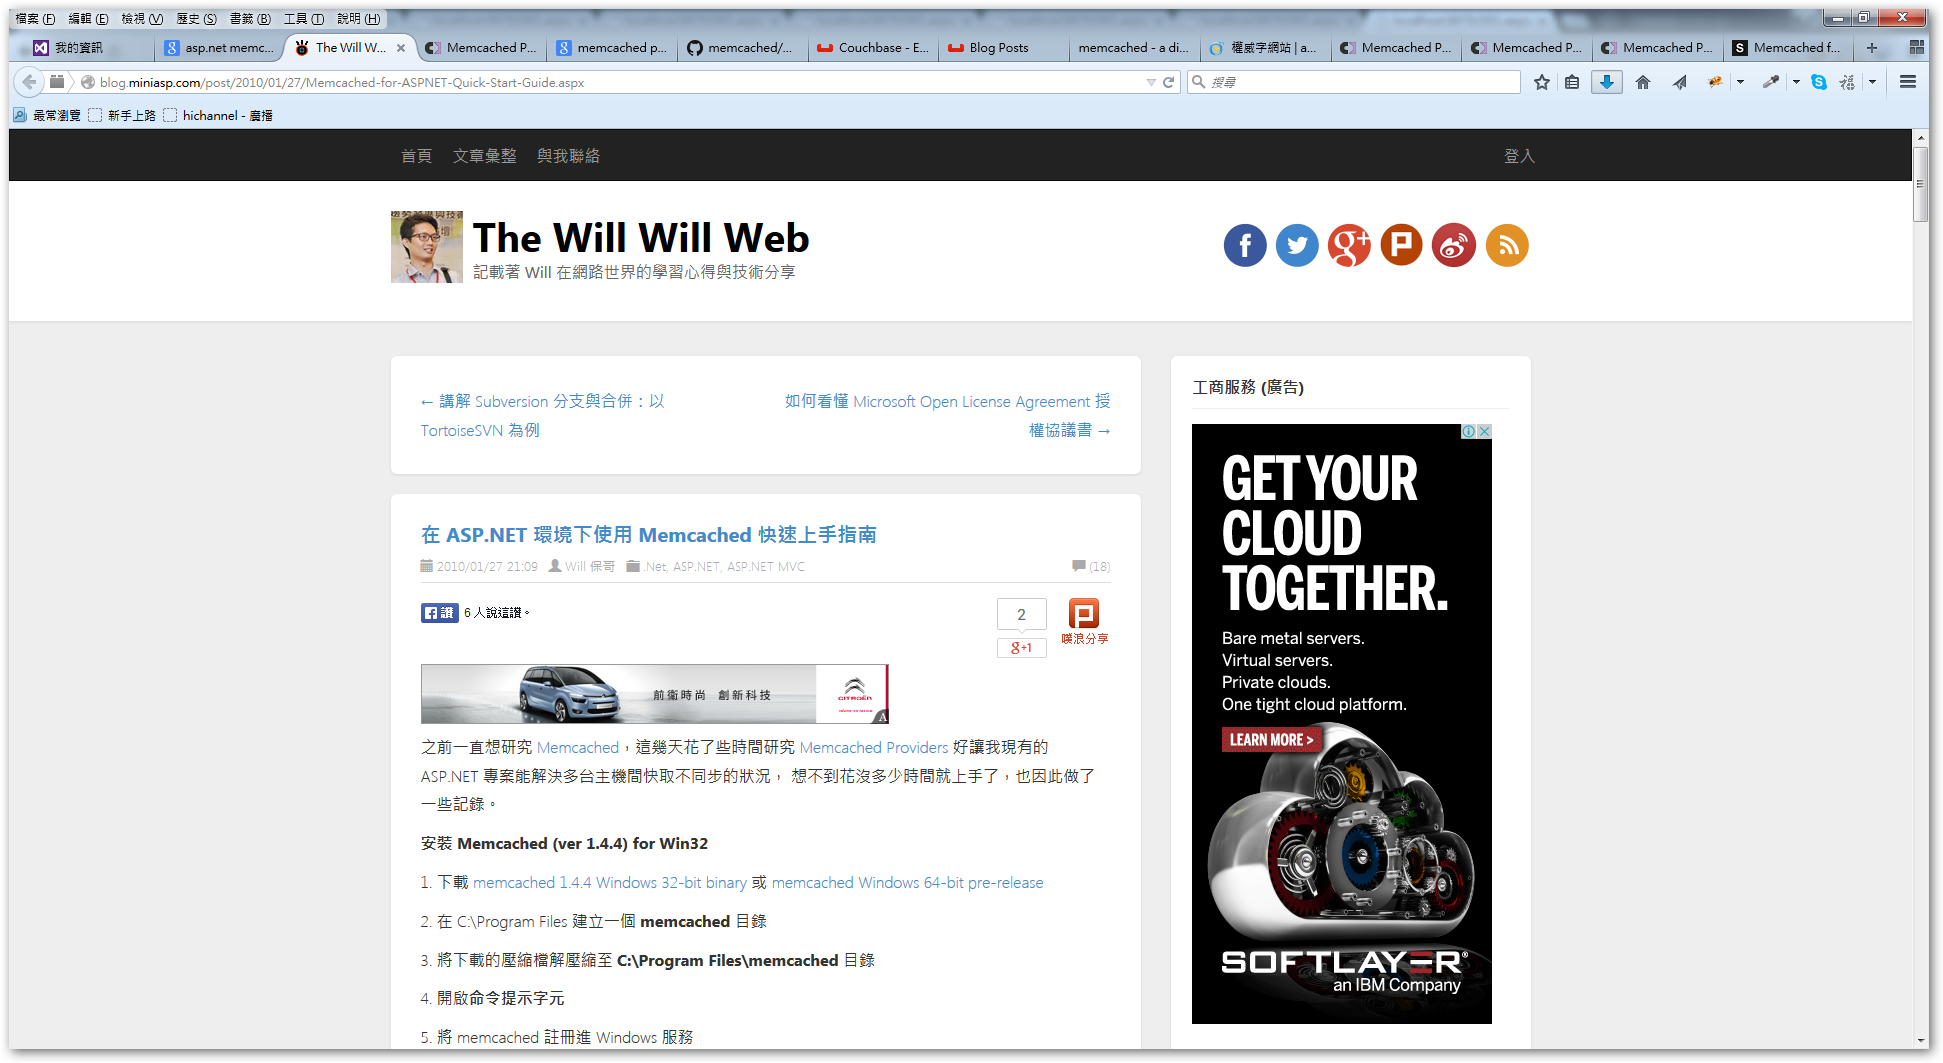 檔案 (F) 編輯 (E) 檢視 (V) 歷史 (S) 書籤 (B) 工具 (T) 說明 (H)
我的資訊
asp.net memc...
The Will W...
Memcached P...
memcached p...
memcached/...
Couchbase - E...
Blog Posts
memcached - a di...
權威字網站 | a...
Memcached P...
Memcached P...
Memcached P...
Memcached f...
blog.miniasp.com/post/2010/01/27/Memcached-for-ASPNET-Quick-Start-Guide.aspx
搜尋
最常瀏覽 新手上路 hichannel - 廣播
首頁 文章彙整 與我聯絡 登入
The Will Will Web
記載著 Will 在網路世界的學習心得與技術分享
← 講解 Subversion 分支與合併：以
TortoiseSVN 為例
如何看懂 Microsoft Open License Agreement 授
權協議書 →
在 ASP.NET 環境下使用 Memcached 快速上手指南
2010/01/27 21:09 Will 保哥 .Net, ASP.NET, ASP.NET MVC (18)
讚 6 人說這讚。
2
g+1
噗浪分享
前衛時尚 創新科技
CITROËN
之前一直想研究 Memcached，這幾天花了些時間研究 Memcached Providers 好讓我現有的
ASP.NET 專案能解決多台主機間快取不同步的狀況， 想不到花沒多少時間就上手了，也因此做了
一些記錄。
安裝 Memcached (ver 1.4.4) for Win32
1. 下載 memcached 1.4.4 Windows 32-bit binary 或 memcached Windows 64-bit pre-release
2. 在 C:\Program Files 建立一個 memcached 目錄
3. 將下載的壓縮檔解壓縮至 C:\Program Files\memcached 目錄
4. 開啟命令提示字元
5. 將 memcached 註冊進 Windows 服務
工商服務 (廣告)
GET YOUR
CLOUD
TOGETHER.
Bare metal servers.
Virtual servers.
Private clouds.
One tight cloud platform.
LEARN MORE >
SOFTLAYER®
an IBM Company